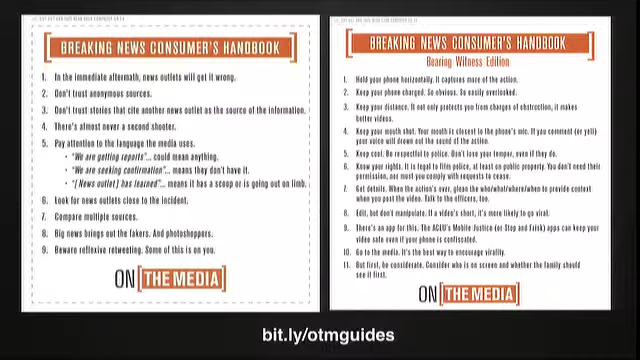 BREAKING NEWS CONSUMER'S HANDBOOK
1. In the immediate aftermath, news outlets will get it wrong.
2. Don't trust anonymous sources.
3. Don't trust stories that cite another news outlet as the source of the information.
4. There's almost never a second shooter.
5. Pay attention to the language the media uses.
• "We are getting reports"... could mean anything.
• "We are seeking confirmation"... means they don't have it.
• "[News outlet] has learned"... means it has a scoop or is going out on limb.
6. Look for news outlets close to the incident.
7. Compare multiple sources.
8. Big news brings out the fakers. And photoshoppers.
9. Beware reflexive retweeting. Some of this is on you.
ON THE MEDIA
BREAKING NEWS CONSUMER'S HANDBOOK
Bearing Witness Edition
1. Hold your phone horizontally. It captures more of the action.
2. Keep your phone charged. So obvious. So easily overlooked.
3. Keep your distance. It not only protects you from charges of obstruction, it makes
better videos.
4. Keep your mouth shut. Your mouth is closest to the phone's mic. If you comment (or yell)
your voice will drown out the sound of the action.
5. Keep cool. Be respectful to police. Don't lose your temper, even if they do.
6. Know your rights. It is legal to film police, at least on public property. You don't need their
permission, nor must you comply with requests to cease.
7. Get details. When the action's over, glean the who/what/where/when to provide context
when you post the video. Talk to the officers, too.
8. Edit, but don't manipulate. If a video's short, it's more likely to go viral.
9. There's an app for this. The ACLU's Mobile Justice (or Stop and Frisk) apps can keep your
video safe even if your phone is confiscated.
10. Go to the media. It's the best way to encourage virality.
11. But first, be considerate. Consider who is on screen and whether the family should
see it first.
ON THE MEDIA
bit.ly/otmguides